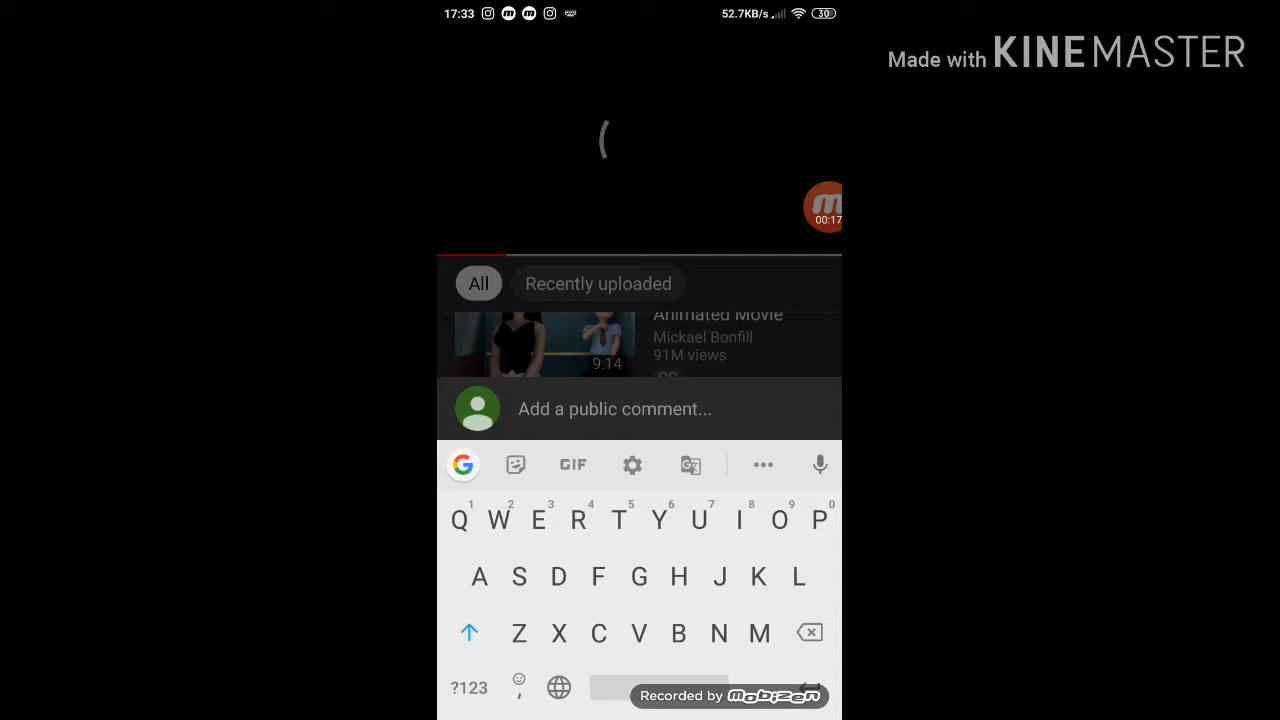 17:33
52.7KB/s
30
Made with KINEMASTER
00:17
All
Recently uploaded
Animated Movie
Mickael Bonfill
91M views
9:14
CC
Add a public comment...
G GIF
1 2 3 4 5 6 7 8 9 0
Q W E R T Y U I O P
A S D F G H J K L
Z X C V B N M
?123 ,
Recorded by mobizen